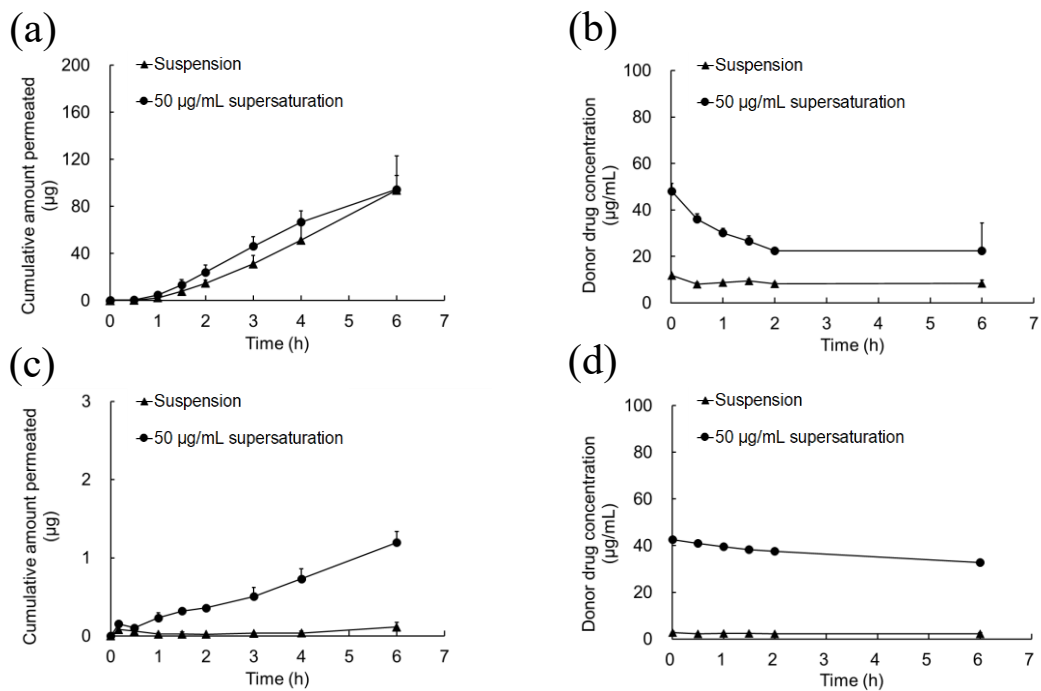 (a)
Suspension
50 µg/mL supersaturation
Cumulative amount permeated
(µg)
200
160
120
80
40
0
0 1 2 3 4 5 6 7
Time (h)
(b)
Suspension
50 µg/mL supersaturation
Donor drug concentration
(µg/mL)
100
80
60
40
20
0
0 1 2 3 4 5 6 7
Time (h)
(c)
Suspension
50 µg/mL supersaturation
Cumulative amount permeated
(µg)
3
2
1
0
0 1 2 3 4 5 6 7
Time (h)
(d)
Suspension
50 µg/mL supersaturation
Donor drug concentration
(µg/mL)
100
80
60
40
20
0
0 1 2 3 4 5 6 7
Time (h)